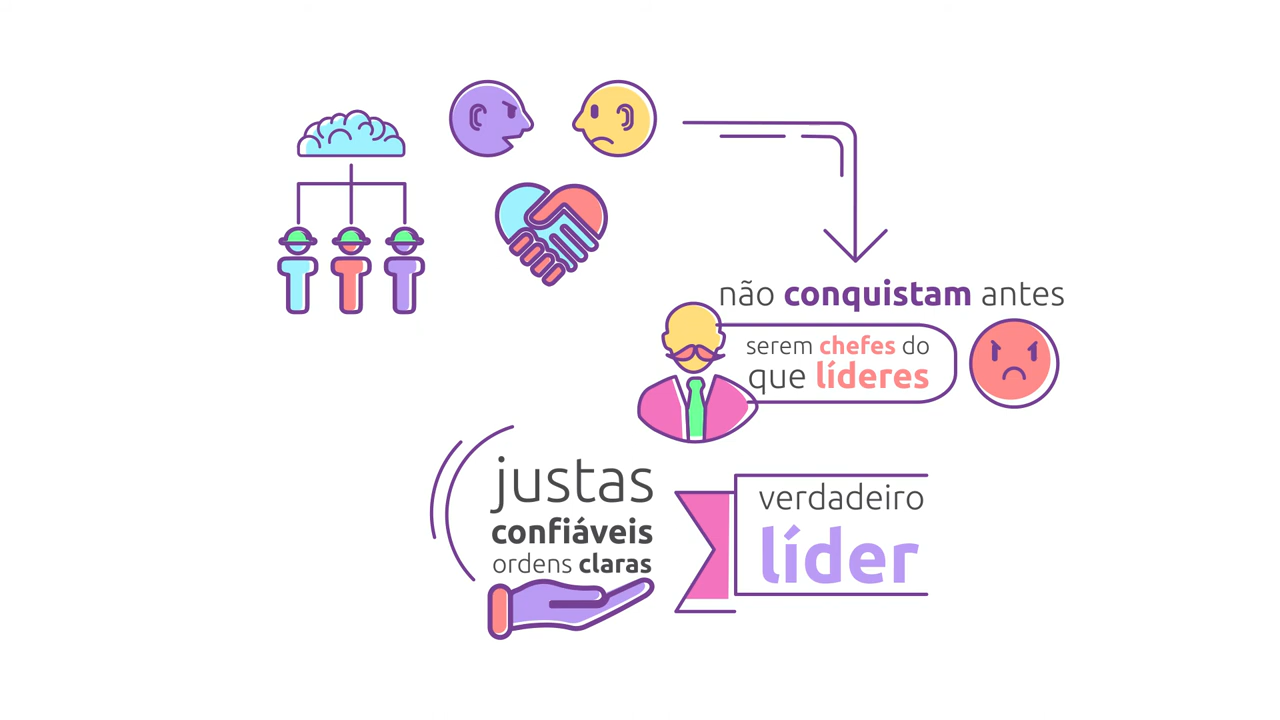 não conquistam antes
serem chefes do
que líderes
justas
confiáveis
ordens claras
verdadeiro
líder